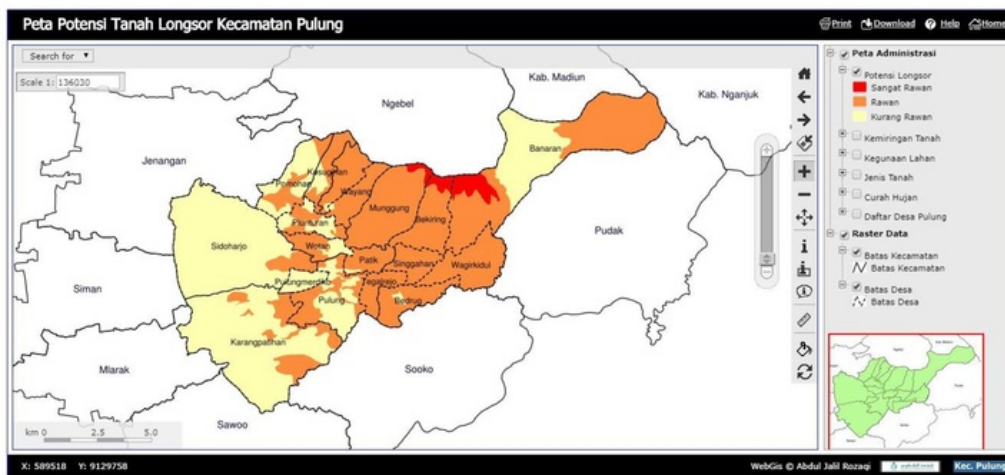 Peta Potensi Tanah Longsor Kecamatan Pulung
Print Download Help Home
Search for
Scale 1: 136030
Kab. Madiun
Kab. Nganjuk
Ngebel
Jenangan
Banaran
Kesugihan
Pomahan
Wayang
Munggung
Bekiring
Plunturan
Sidoharjo
Wotan
Pudak
Patik
Singgahan
Wagirkidul
Siman
Pulungmerdiko
Tegalrejo
Pulung
Bedrug
Karangpatihan
Mlarak
Sooko
Sawoo
km 0 2.5 5.0
Peta Administrasi
Potensi Longsor
Sangat Rawan
Rawan
Kurang Rawan
Kemiringan Tanah
Kegunaan Lahan
Jenis Tanah
Curah Hujan
Daftar Desa Pulung
Raster Data
Batas Kecamatan
Batas Kecamatan
Batas Desa
Batas Desa
X: 589518 Y: 9129758
WebGis © Abdul Jalil Rozaqi
Kec. Pulung